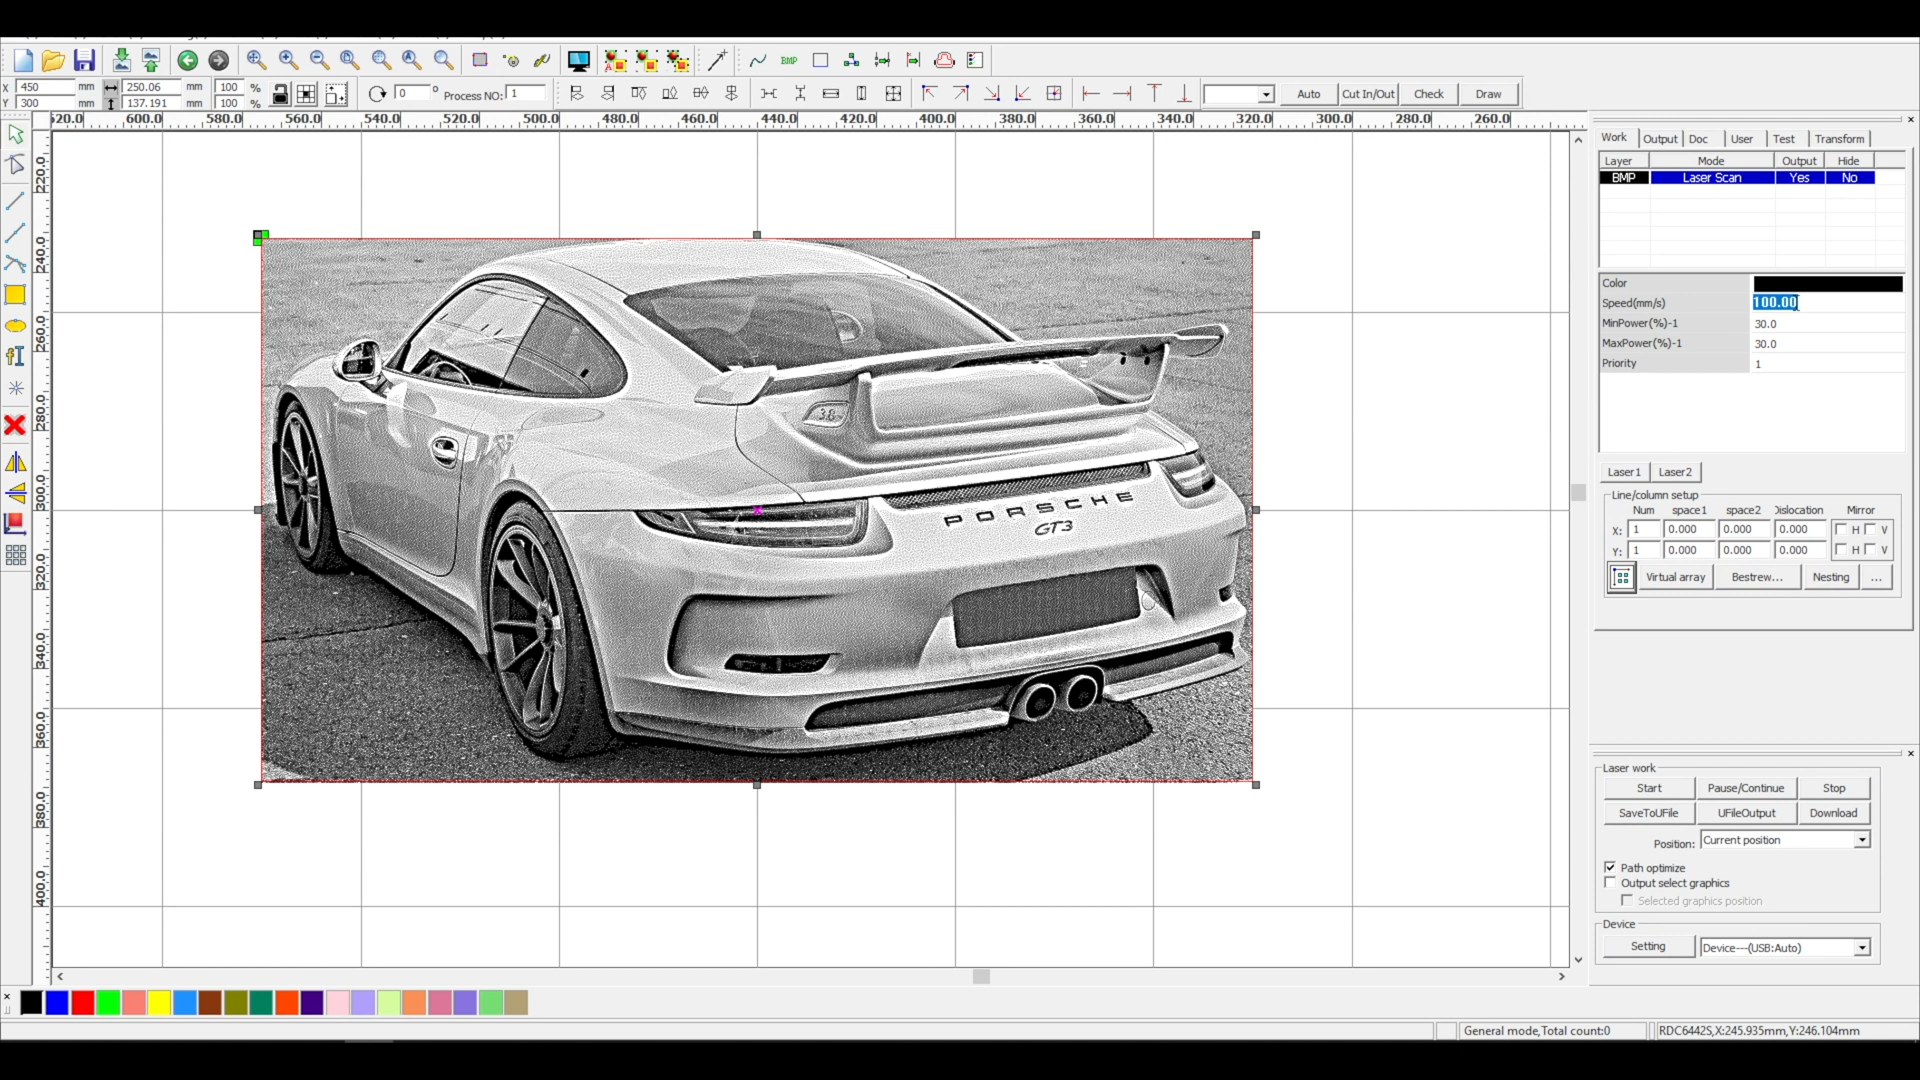 BMP
X 450 mm 250.06 mm 100 %
Y 300 mm 137.191 mm 100 %
0 ° Process NO: 1
Auto Cut In/Out Check Draw
600.0 580.0 560.0 540.0 520.0 500.0 480.0 460.0 440.0 420.0 400.0 380.0 360.0 340.0 320.0 300.0 280.0 260.0
220.0
240.0
260.0
280.0
300.0
320.0
340.0
360.0
380.0
400.0
3.8
PORSCHE
GT3
Work Output Doc User Test Transform
Layer Mode Output Hide
BMP Laser Scan Yes No
Color
Speed(mm/s) 100.00
MinPower(%)-1 30.0
MaxPower(%)-1 30.0
Priority 1
Laser1 Laser2
Line/column setup
Num space1 space2 Dislocation Mirror
X: 1 0.000 0.000 0.000 H V
Y: 1 0.000 0.000 0.000 H V
Virtual array Bestrew... Nesting ...
Laser work
Start Pause/Continue Stop
SaveToUFile UFileOutput Download
Position: Current position
Path optimize
Output select graphics
Selected graphics position
Device
Setting Device---(USB:Auto)
General mode,Total count:0 RDC6442S,X:245.935mm,Y:246.104mm